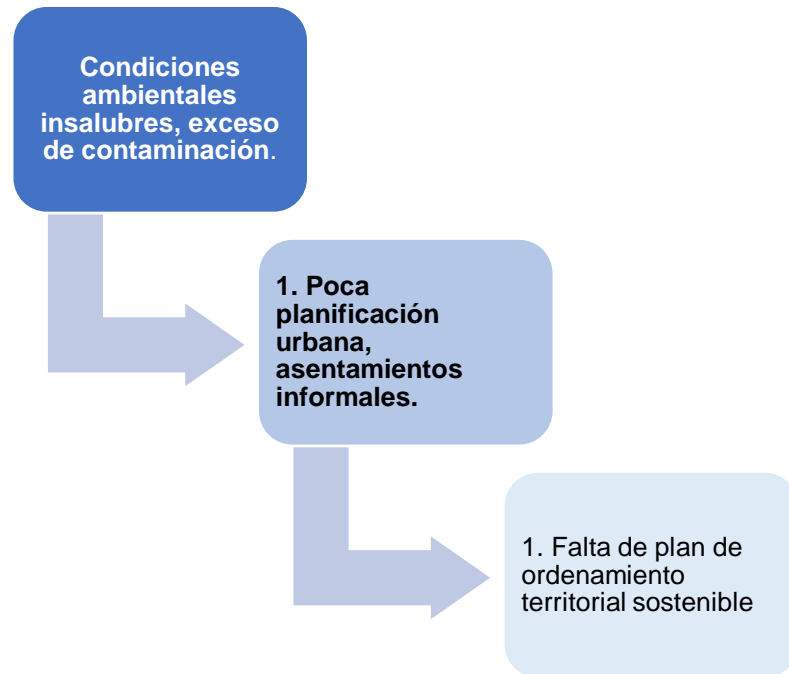 Condiciones
ambientales
insalubres, exceso
de contaminación.
1. Poca
planificación
urbana,
asentamientos
informales.
1. Falta de plan de
ordenamiento
territorial sostenible